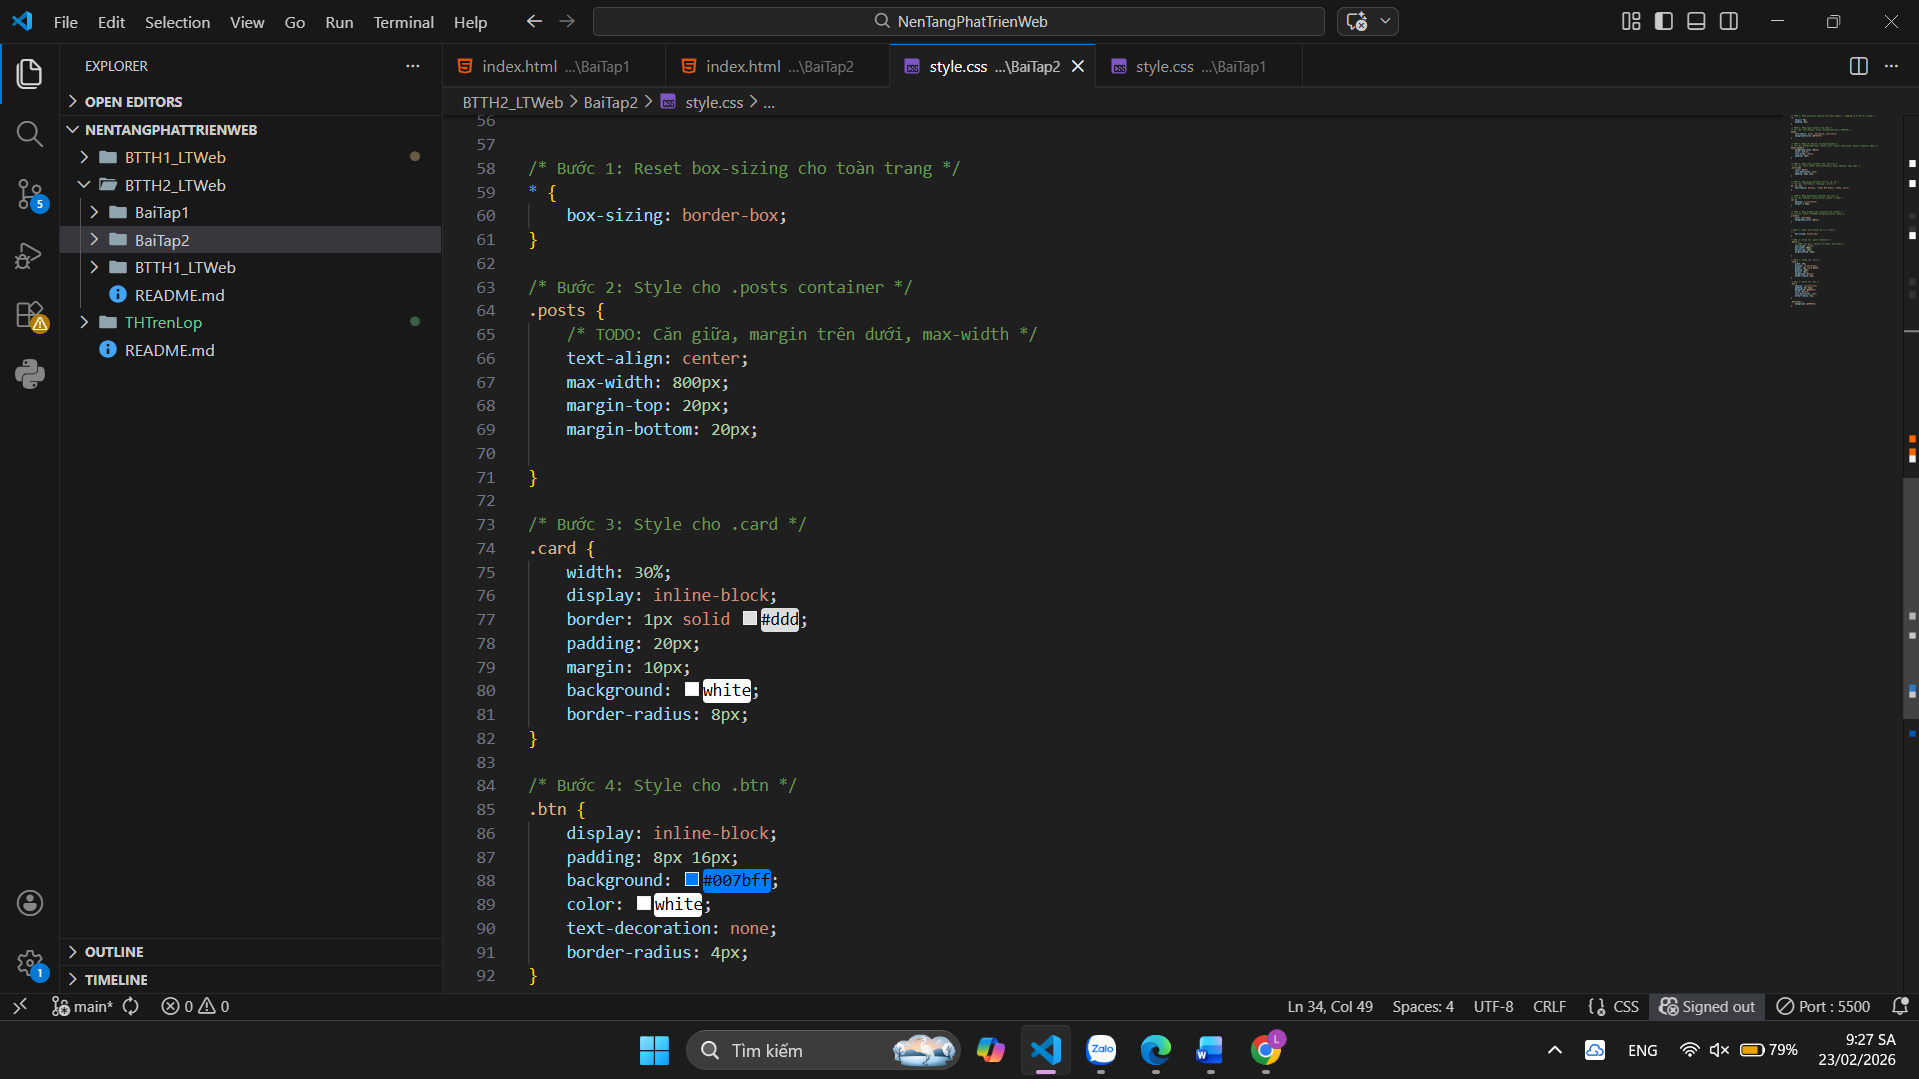 File Edit Selection View Go Run Terminal Help
NenTangPhatTrienWeb
EXPLORER
OPEN EDITORS
NENTANGPHATTRIENWEB
BTTH1_LTWeb
BTTH2_LTWeb
BaiTap1
BaiTap2
BTTH1_LTWeb
README.md
THTrenLop
README.md
OUTLINE
TIMELINE
5
1
index.html ...\BaiTap1
index.html ...\BaiTap2
style.css ...\BaiTap2
style.css ...\BaiTap1
BTTH2_LTWeb > BaiTap2 > style.css > ...
56
57
58 /* Bước 1: Reset box-sizing cho toàn trang */
59 * {
60 box-sizing: border-box;
61 }
62
63 /* Bước 2: Style cho .posts container */
64 .posts {
65 /* TODO: Căn giữa, margin trên dưới, max-width */
66 text-align: center;
67 max-width: 800px;
68 margin-top: 20px;
69 margin-bottom: 20px;
70
71 }
72
73 /* Bước 3: Style cho .card */
74 .card {
75 width: 30%;
76 display: inline-block;
77 border: 1px solid #ddd;
78 padding: 20px;
79 margin: 10px;
80 background: white;
81 border-radius: 8px;
82 }
83
84 /* Bước 4: Style cho .btn */
85 .btn {
86 display: inline-block;
87 padding: 8px 16px;
88 background: #007bff;
89 color: white;
90 text-decoration: none;
91 border-radius: 4px;
92 }
main* 0 0
Ln 34, Col 49 Spaces: 4 UTF-8 CRLF CSS Signed out Port : 5500
Tìm kiếm
Zalo
W
L
ENG
79%
9:27 SA
23/02/2026